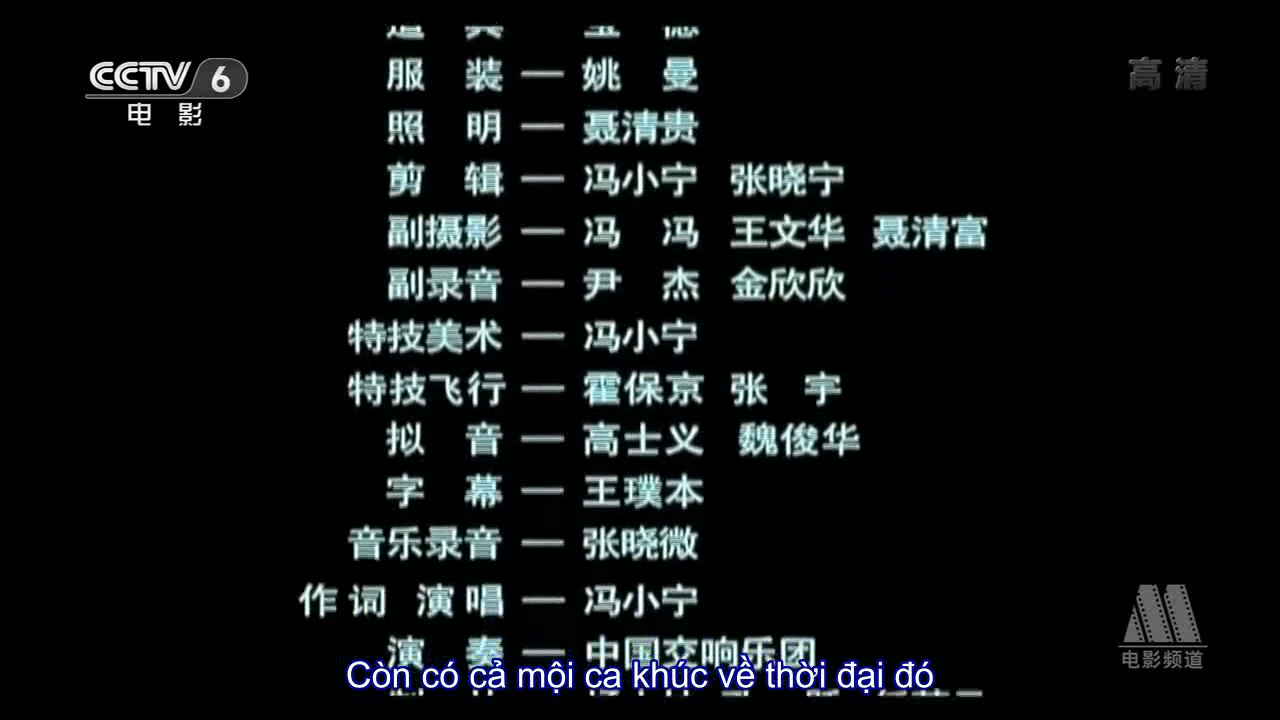 CCTV 6
电影
高清
服 装 — 姚 曼
照 明 — 聂清贵
剪 辑 — 冯小宁 张晓宁
副摄影 — 冯 冯 王文华 聂清富
副录音 — 尹 杰 金欣欣
特技美术 — 冯小宁
特技飞行 — 霍保京 张 宇
拟 音 — 高士义 魏俊华
字 幕 — 王璞本
音乐录音 — 张晓微
作词 演唱 — 冯小宁
演 奏 — 中国交响乐团
Còn có cả mội ca khúc về thời đại đó
电影频道